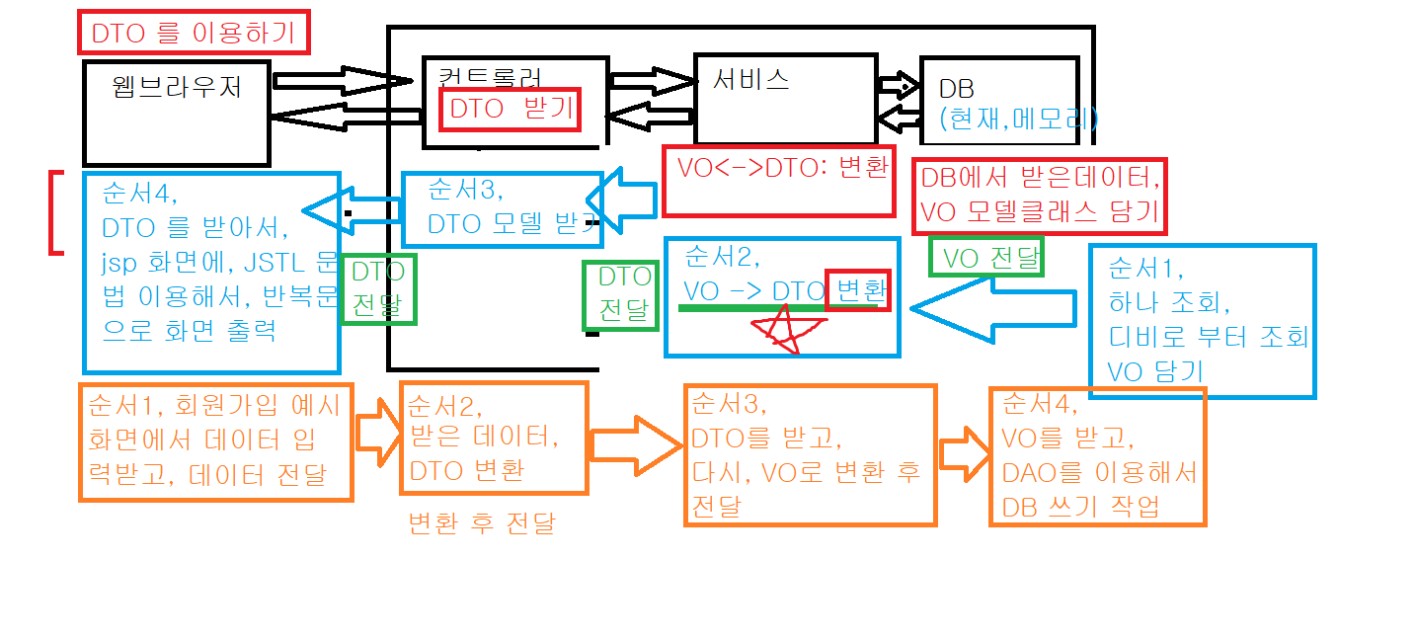 DTO 를 이용하기
웹브라우저
컨트롤러
DTO 받기
서비스
DB
(현재,메모리)
VO<->DTO: 변환
DB에서 받은데이터,
VO 모델클래스 담기
순서4,
DTO 를 받아서,
jsp 화면에, JSTL 문
법 이용해서, 반복문
으로 화면 출력
DTO
전달
순서3,
DTO 모델 받기
DTO
전달
순서2,
VO -> DTO 변환
VO 전달
순서1,
하나 조회,
디비로 부터 조회
VO 담기
순서1, 회원가입 예시
화면에서 데이터 입
력받고, 데이터 전달
순서2,
받은 데이터,
DTO 변환
변환 후 전달
순서3,
DTO를 받고,
다시, VO로 변환 후
전달
순서4,
VO를 받고,
DAO를 이용해서
DB 쓰기 작업